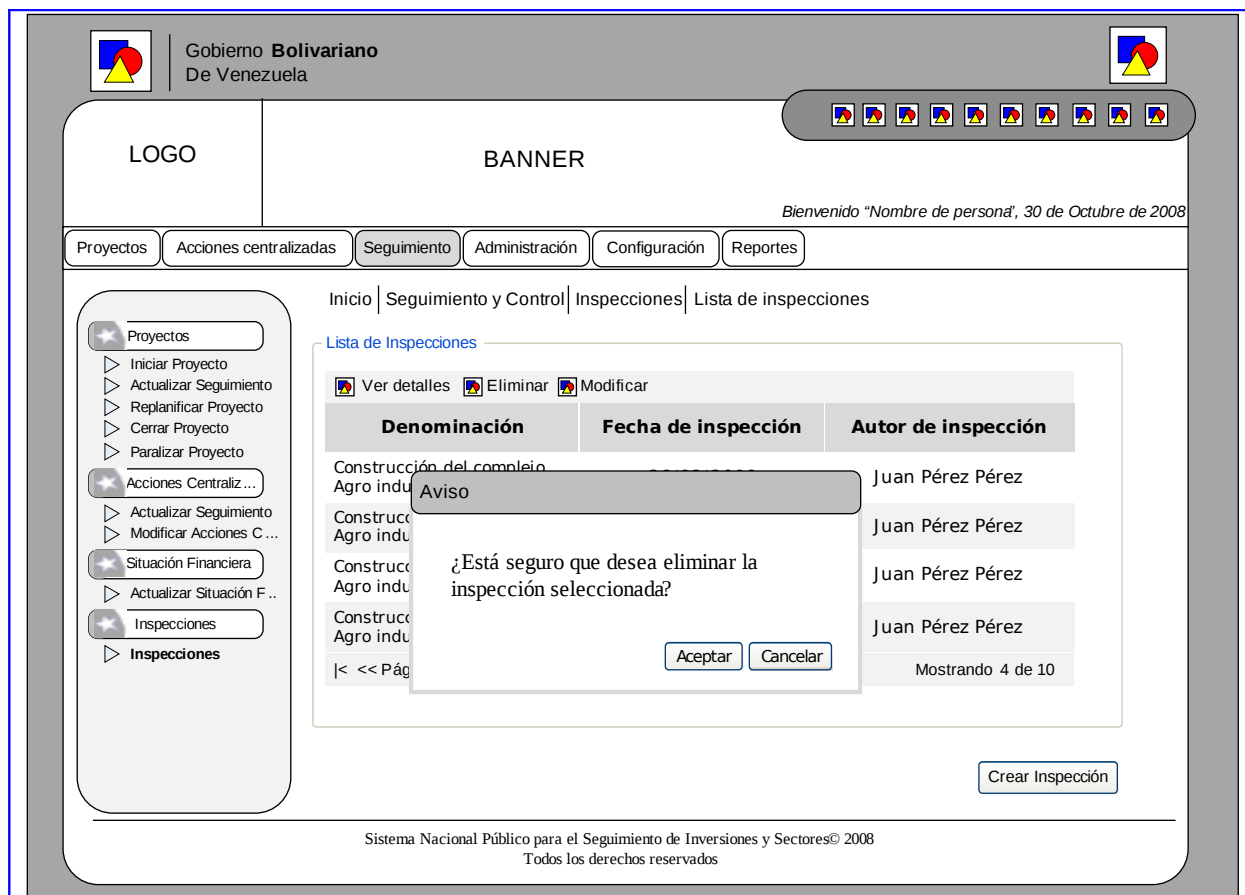 Gobierno Bolivariano
De Venezuela
LOGO
BANNER
Bienvenido “Nombre de persona”, 30 de Octubre de 2008
Proyectos
Acciones centralizadas
Seguimiento
Administración
Configuración
Reportes
Inicio
Seguimiento y Control
Inspecciones
Lista de inspecciones
Proyectos
Iniciar Proyecto
Actualizar Seguimiento
Replanificar Proyecto
Cerrar Proyecto
Paralizar Proyecto
Acciones Centraliz...
Actualizar Seguimiento
Modificar Acciones C...
Situación Financiera
Actualizar Situación F..
Inspecciones
Inspecciones
Lista de Inspecciones
Ver detalles Eliminar Modificar
Denominación Fecha de inspección Autor de inspección
Construcción del complejo
Agro indu
Juan Pérez Pérez
Construcc
Agro indu
Juan Pérez Pérez
Construcc
Agro indu
Juan Pérez Pérez
Construcc
Agro indu
Juan Pérez Pérez
|< << Pág
Mostrando 4 de 10
Aviso
¿Está seguro que desea eliminar la
inspección seleccionada?
Aceptar Cancelar
Crear Inspección
Sistema Nacional Público para el Seguimiento de Inversiones y Sectores© 2008
Todos los derechos reservados